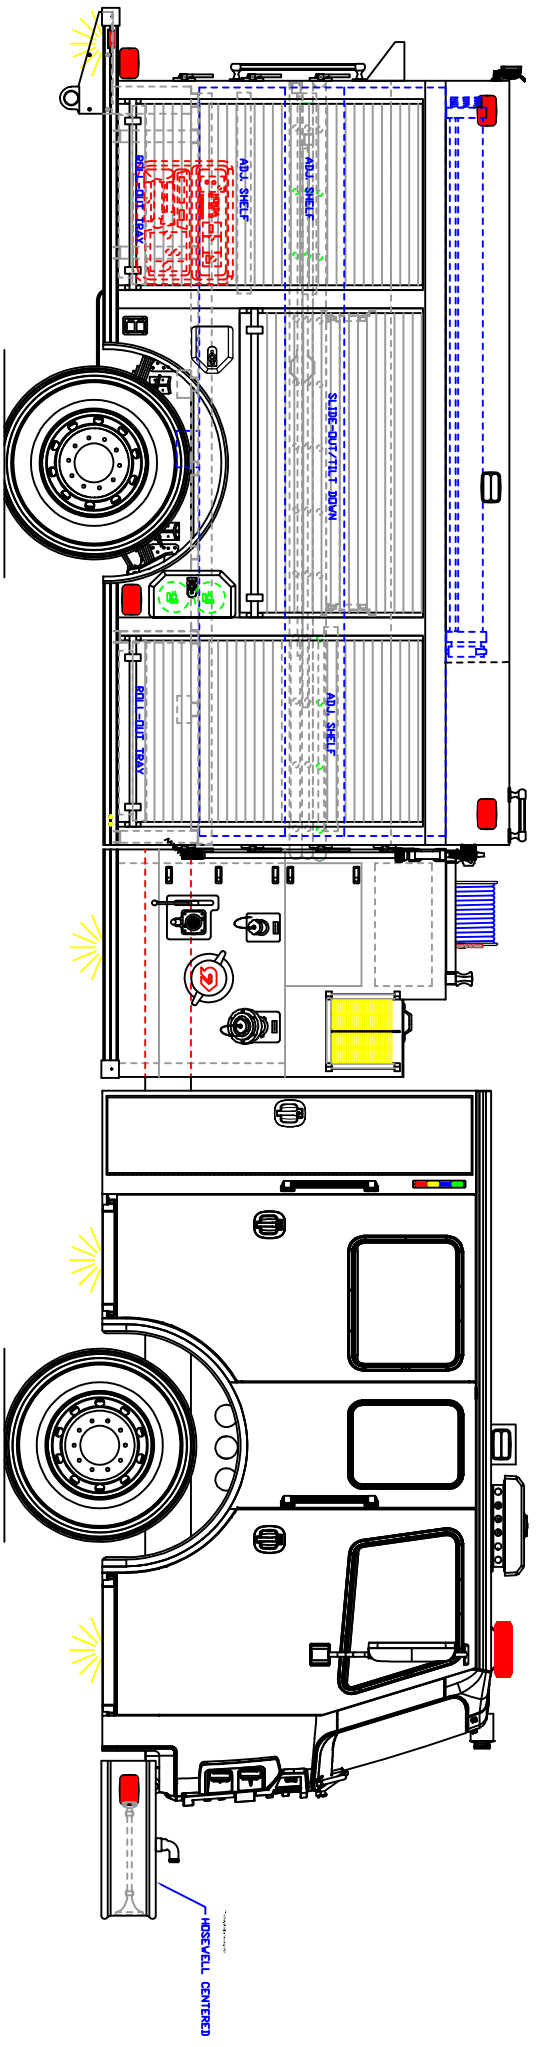 ADJ. SHELF
ADJ. SHELF
ROLL-OUT TRAY
SLIDE-OUT/TILT DOWN
ADJ. SHELF
ROLL-OUT TRAY
HOSEWELL CENTERED